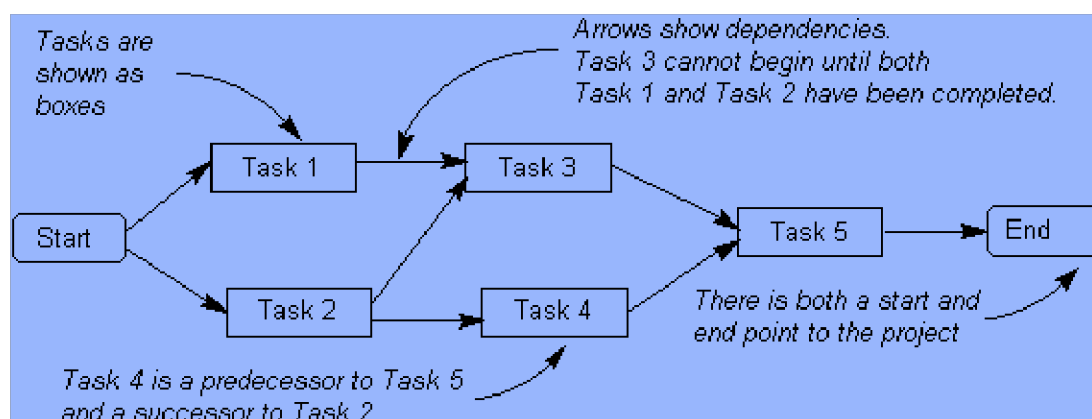 Tasks are
shown as
boxes
Arrows show dependencies.
Task 3 cannot begin until both
Task 1 and Task 2 have been completed.
Task 1
Task 3
Start
Task 5
End
Task 2
Task 4
There is both a start and
end point to the project
Task 4 is a predecessor to Task 5
and a successor to Task 2